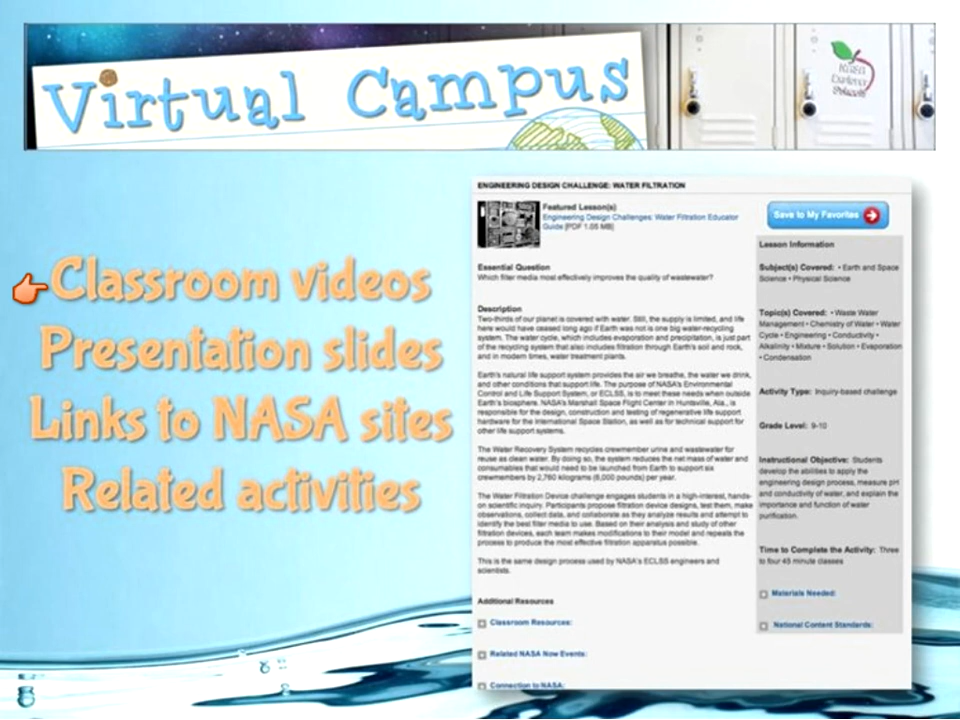 Virtual Campus
NASA
Explorer
Schools
Classroom videos
Presentation slides
Links to NASA sites
Related activities
ENGINEERING DESIGN CHALLENGE: WATER FILTRATION
Featured Lesson(s)
Engineering Design Challenges: Water Filtration Educator
Guide [PDF 1.05 MB]
Essential Question
Which filter media most effectively improves the quality of wastewater?
Description
Two-thirds of our planet is covered with water. Still, the supply is limited, and life
here would have ceased long ago if Earth was not is one big water-recycling
system. The water cycle, which includes evaporation and precipitation, is just part
of the recycling system that also includes filtration through Earth's soil and rock,
and in modern times, water treatment plants.
Earth's natural life support system provides the air we breathe, the water we drink,
and other conditions that support life. The purpose of NASA's Environmental
Control and Life Support System, or ECLSS, is to meet these needs when outside
Earth's biosphere. NASA's Marshall Space Flight Center in Huntsville, Ala., is
responsible for the design, construction and testing of regenerative life support
hardware for the International Space Station, as well as for technical support for
other life support systems.
The Water Recovery System recycles crewmember urine and wastewater for
reuse as clean water. By doing so, the system reduces the net mass of water and
consumables that would need to be launched from Earth to support six
crewmembers by 2,760 kilograms (6,000 pounds) per year.
The Water Filtration Device challenge engages students in a high-interest, hands-
on scientific inquiry. Participants propose filtration device designs, test them, make
observations, collect data, and collaborate as they analyze results and attempt to
identify the best filter media to use. Based on their analysis and study of other
filtration devices, each team makes modifications to their model and repeats the
process to produce the most effective filtration apparatus possible.
This is the same design process used by NASA's ECLSS engineers and
scientists.
Additional Resources
Classroom Resources:
Related NASA Now Events:
Connection to NASA:
Save to My Favorites
Lesson Information
Subject(s) Covered: • Earth and Space
Science • Physical Science
Topic(s) Covered: • Waste Water
Management • Chemistry of Water • Water
Cycle • Engineering • Conductivity •
Alkalinity • Mixture • Solution • Evaporation
• Condensation
Activity Type: Inquiry-based challenge
Grade Level: 9-10
Instructional Objective: Students
develop the abilities to apply the
engineering design process, measure pH
and conductivity of water, and explain the
importance and function of water
purification.
Time to Complete the Activity: Three
to four 45 minute classes
Materials Needed:
National Content Standards: